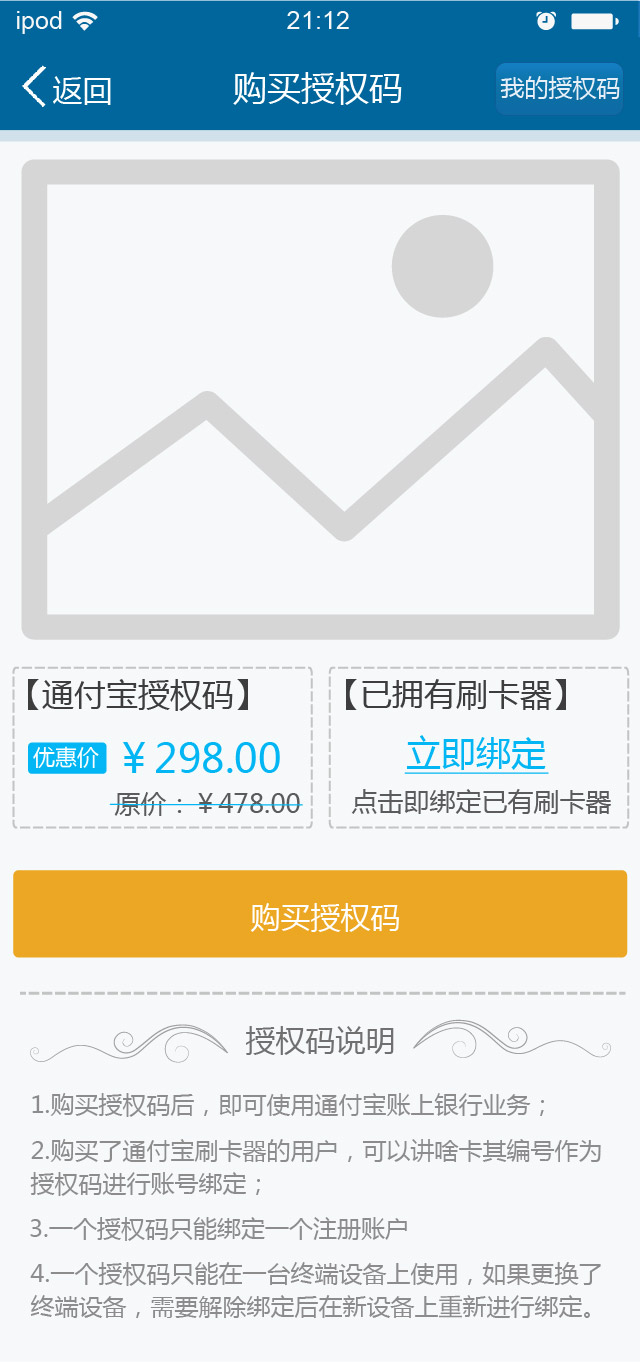 ipod 21:12
返回 购买授权码 我的授权码
【通付宝授权码】 【已拥有刷卡器】
优惠价 ￥298.00 立即绑定
原价：￥478.00 点击即绑定已有刷卡器
购买授权码
授权码说明
1.购买授权码后，即可使用通付宝账上银行业务；
2.购买了通付宝刷卡器的用户，可以讲啥卡其编号作为
授权码进行账号绑定；
3.一个授权码只能绑定一个注册账户
4.一个授权码只能在一台终端设备上使用，如果更换了
终端设备，需要解除绑定后在新设备上重新进行绑定。